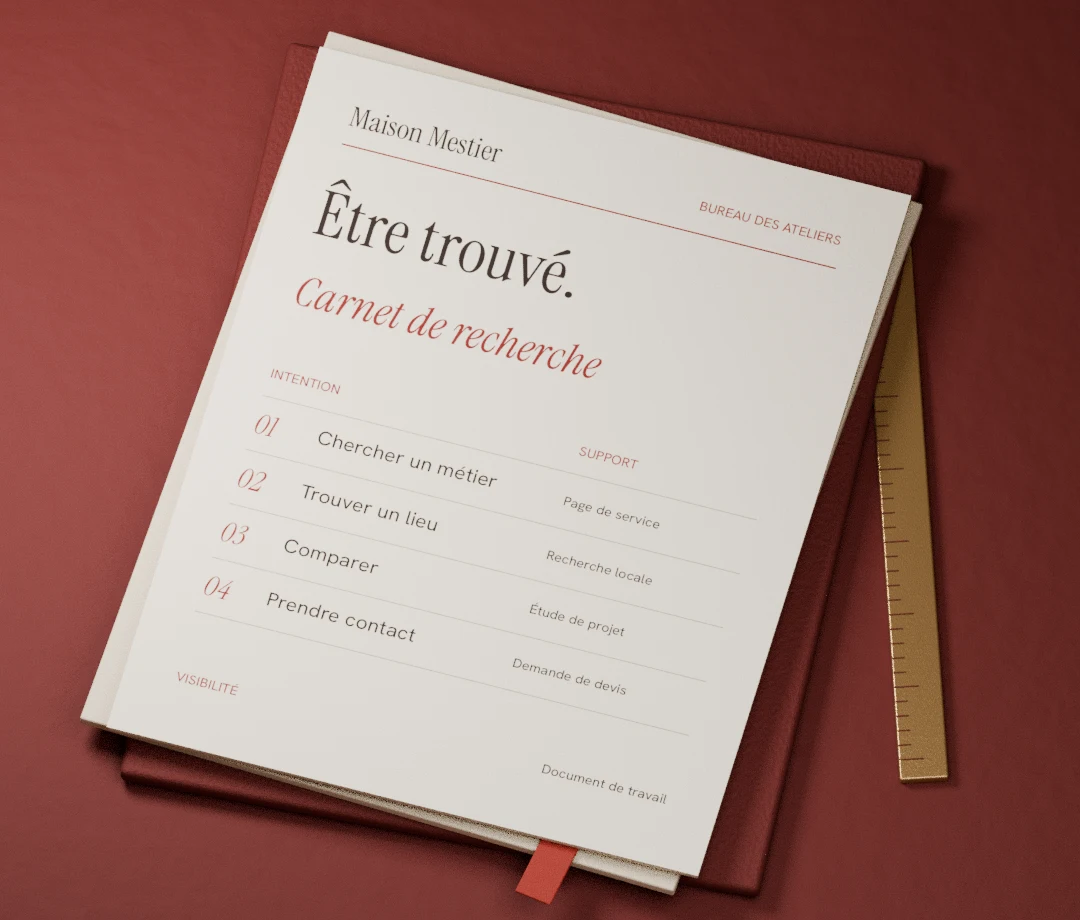 Maison Mestier
BUREAU DES ATELIERS
Être trouvé.
Carnet de recherche
INTENTION
SUPPORT
01 Chercher un métier Page de service
02 Trouver un lieu Recherche locale
03 Comparer Étude de projet
04 Prendre contact Demande de devis
VISIBILITÉ
Document de travail